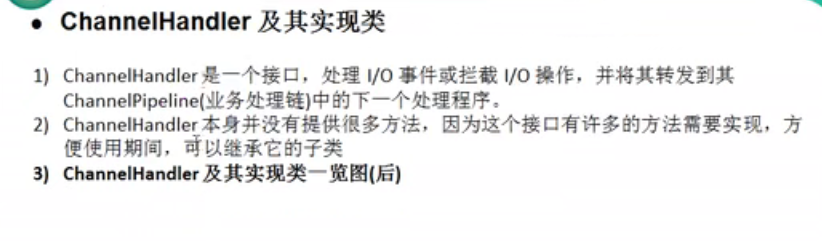 • ChannelHandler 及其实现类
1) ChannelHandler 是一个接口，处理 I/O 事件或拦截 I/O 操作，并将其转发到其
ChannelPipeline(业务处理链)中的下一个处理程序。
2) ChannelHandler 本身并没有提供很多方法，因为这个接口有许多的方法需要实现，方
便使用期间，可以继承它的子类
3) ChannelHandler 及其实现类一览图(后)